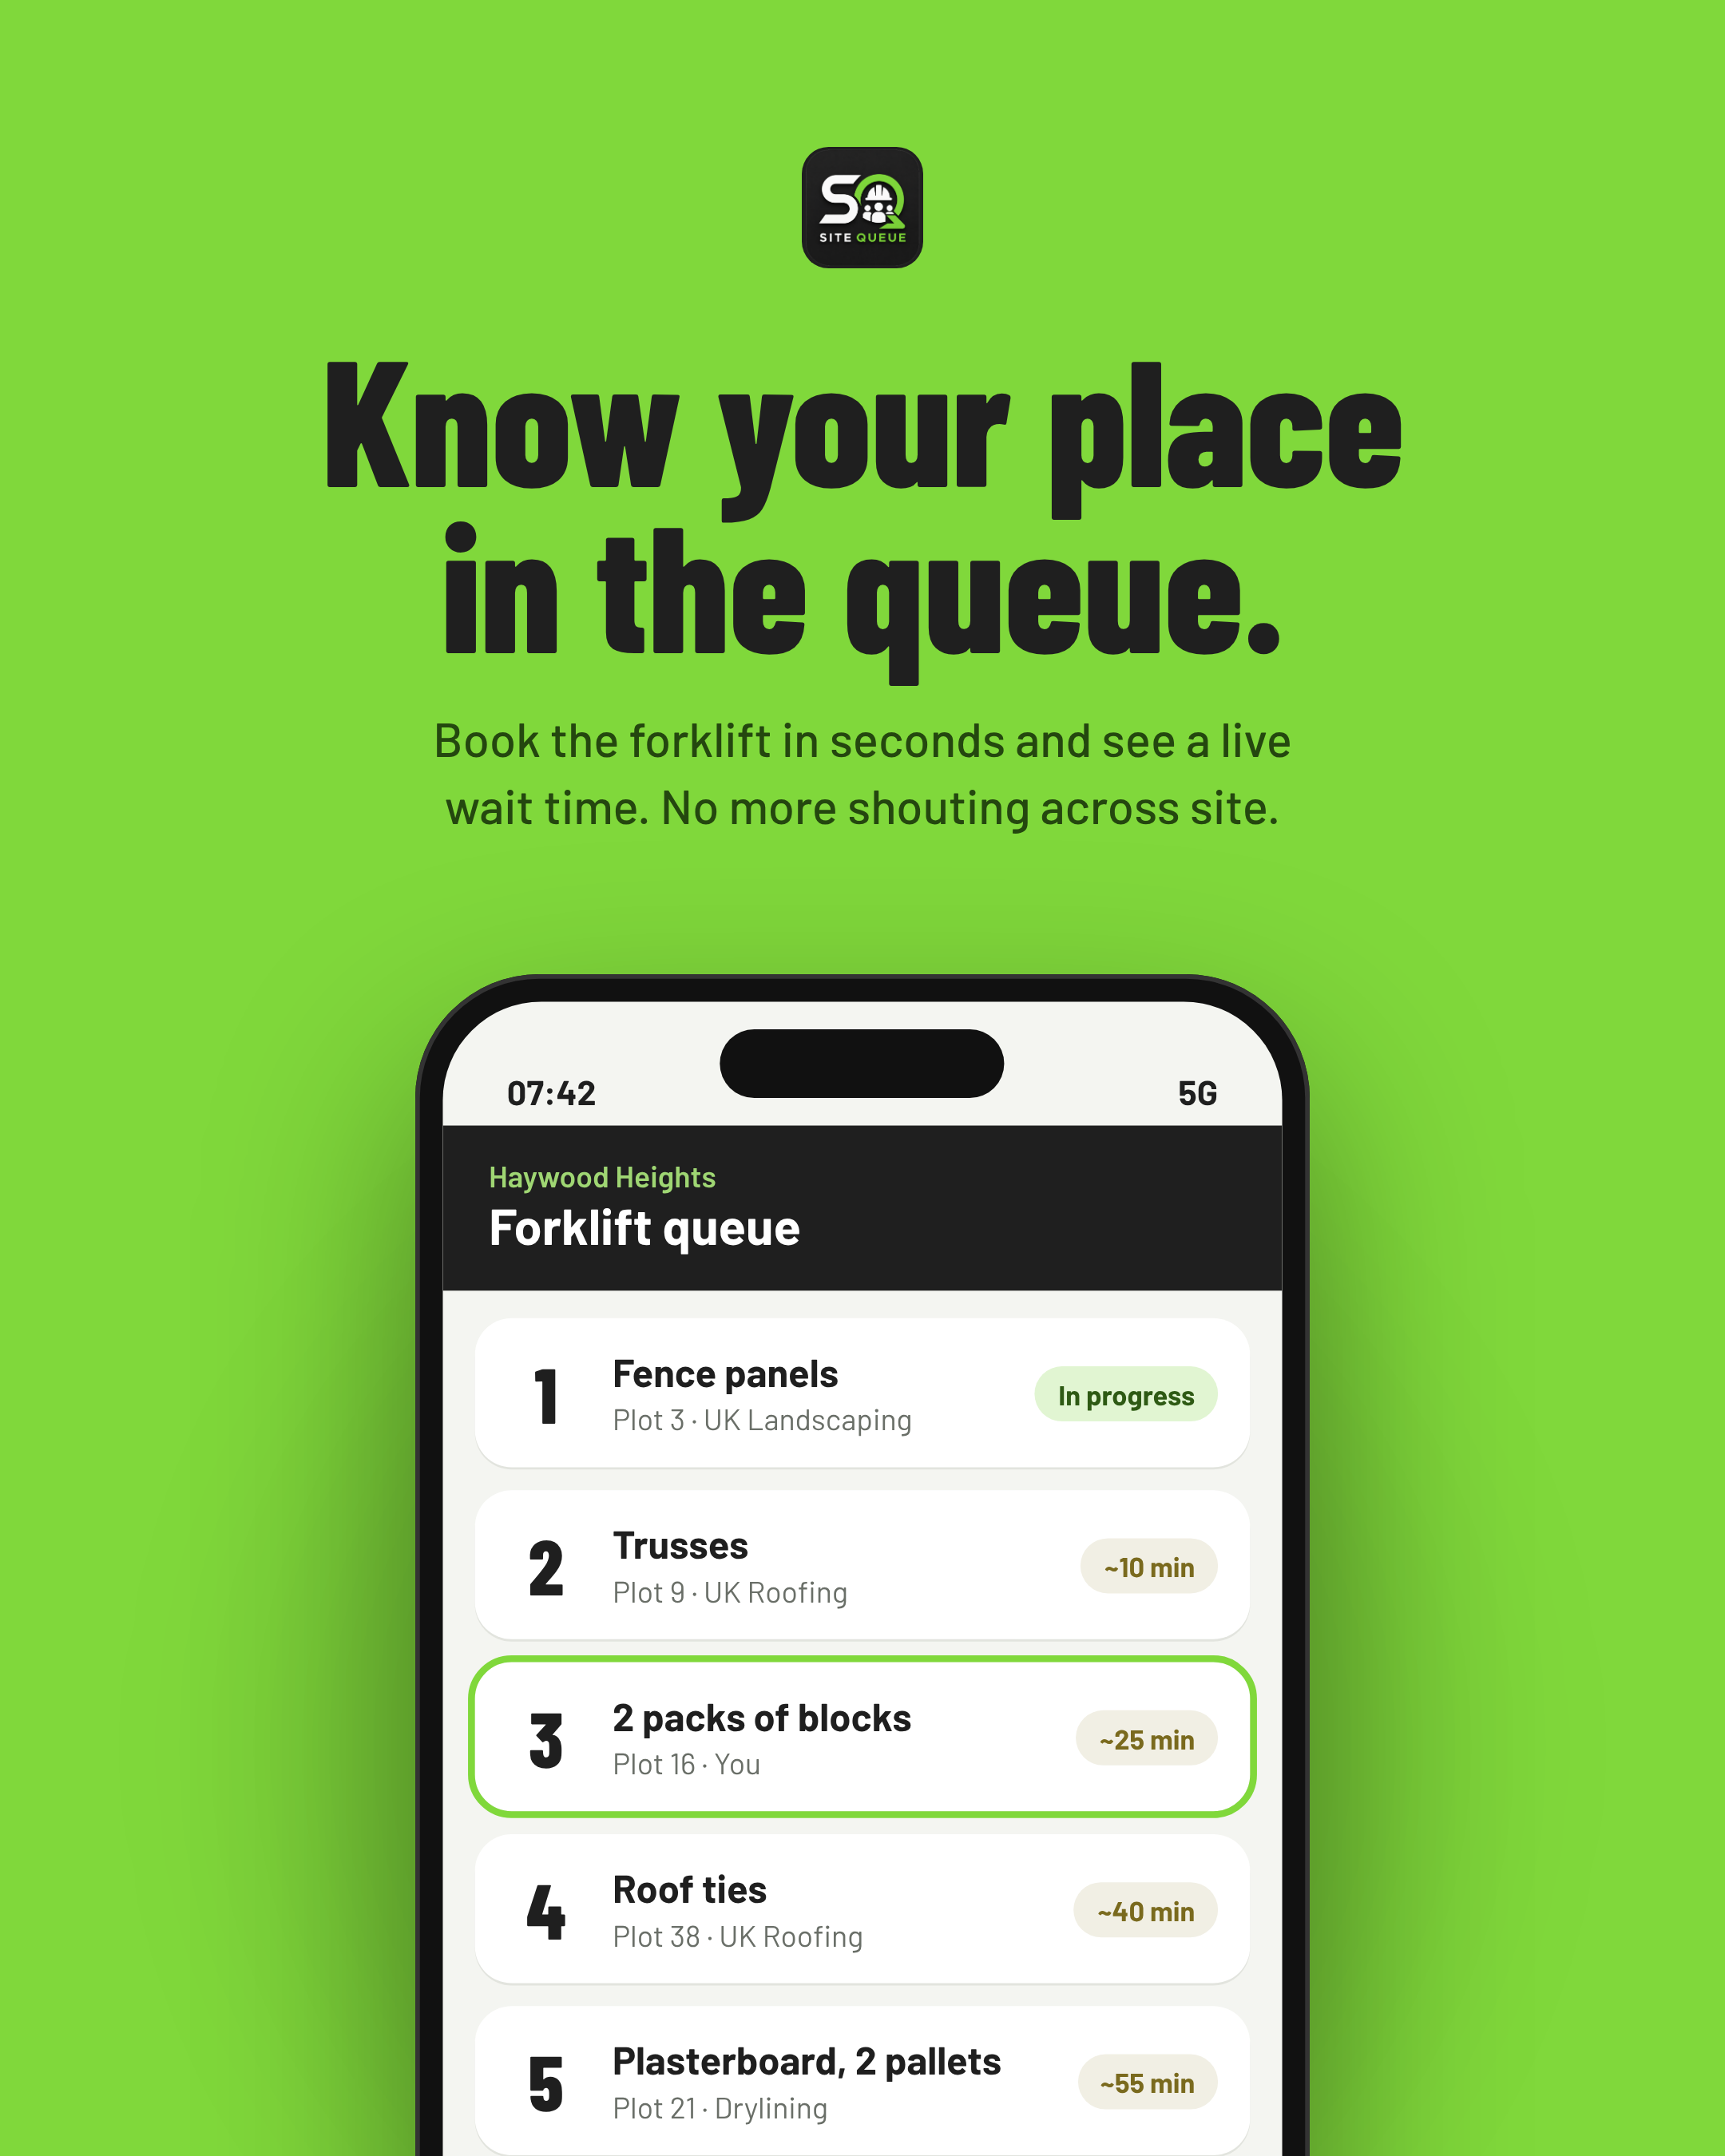 SQ
SITE QUEUE
Know your place
in the queue.
Book the forklift in seconds and see a live
wait time. No more shouting across site.
07:42 5G
Haywood Heights
Forklift queue
1 Fence panels In progress
Plot 3 · UK Landscaping
2 Trusses ~10 min
Plot 9 · UK Roofing
3 2 packs of blocks ~25 min
Plot 16 · You
4 Roof ties ~40 min
Plot 38 · UK Roofing
5 Plasterboard, 2 pallets ~55 min
Plot 21 · Drylining